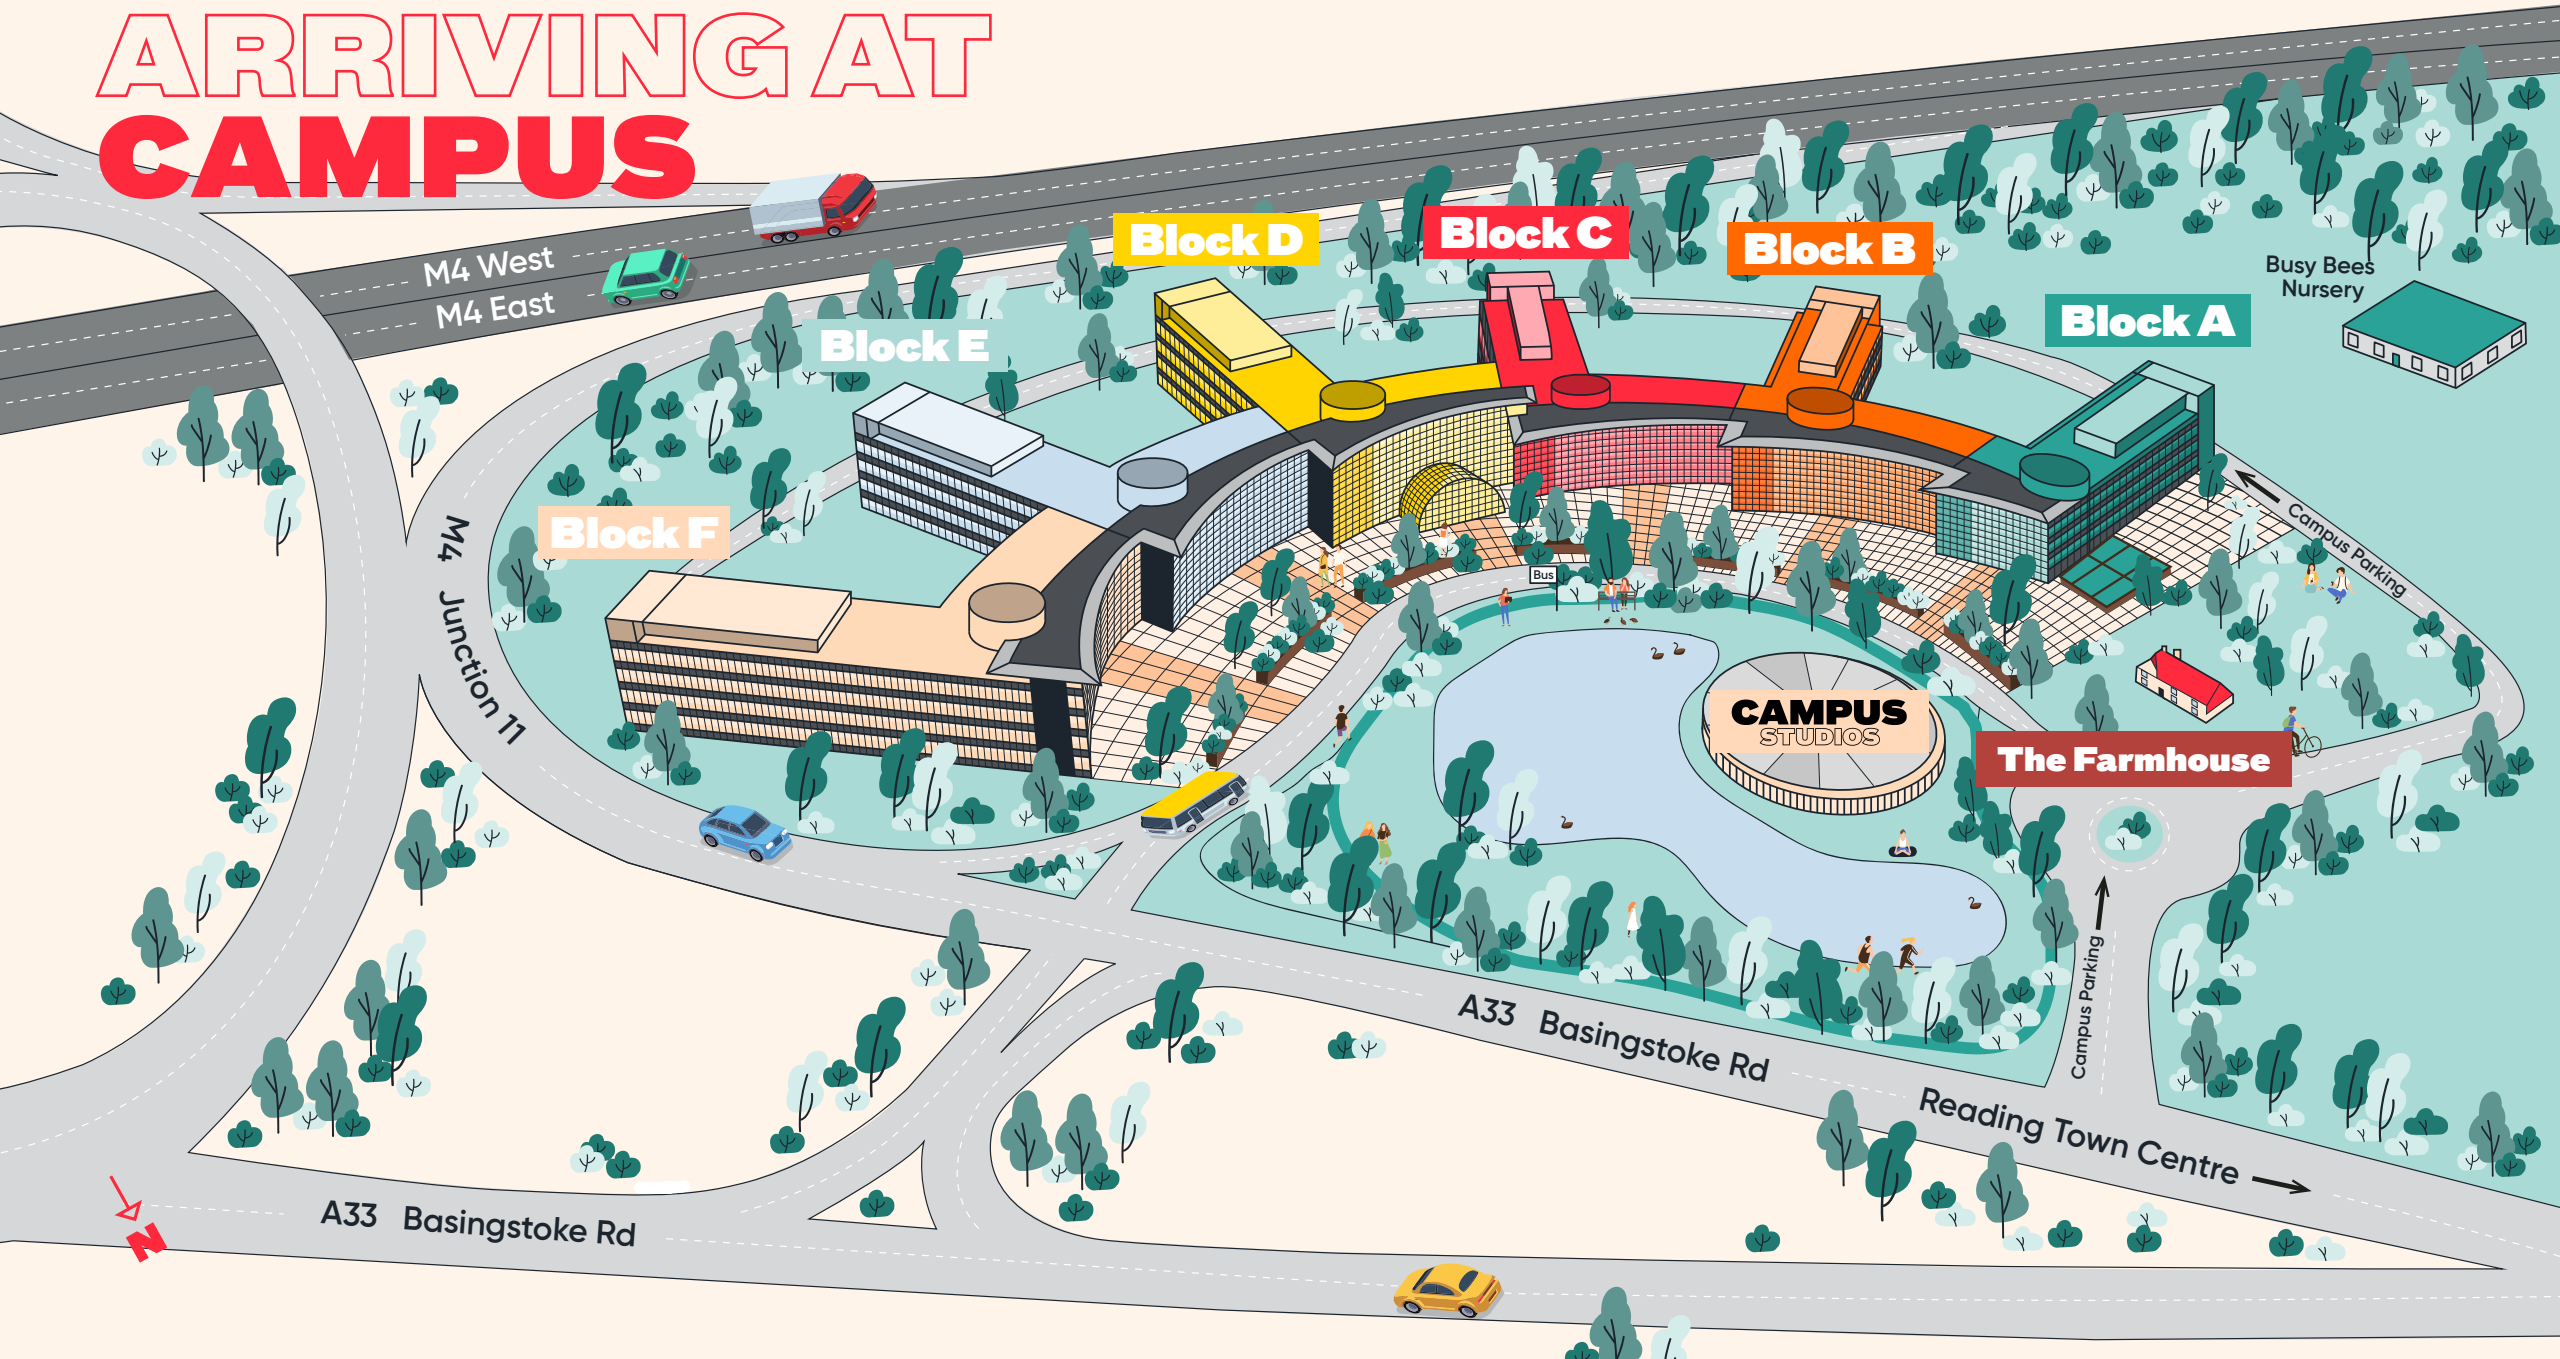 ARRIVING AT
CAMPUS
M4 West
M4 East
Block D
Block C
Block B
Block A
Busy Bees
Nursery
Block E
Block F
M4 Junction 11
Campus Parking
Bus
CAMPUS
STUDIOS
The Farmhouse
Campus Parking
A33 Basingstoke Rd
Reading Town Centre
A33 Basingstoke Rd
N